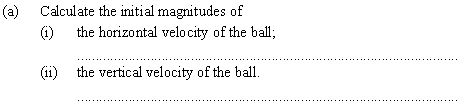 (a) Calculate the initial magnitudes of
(i) the horizontal velocity of the ball;
................................................................................................
(ii) the vertical velocity of the ball.
................................................................................................